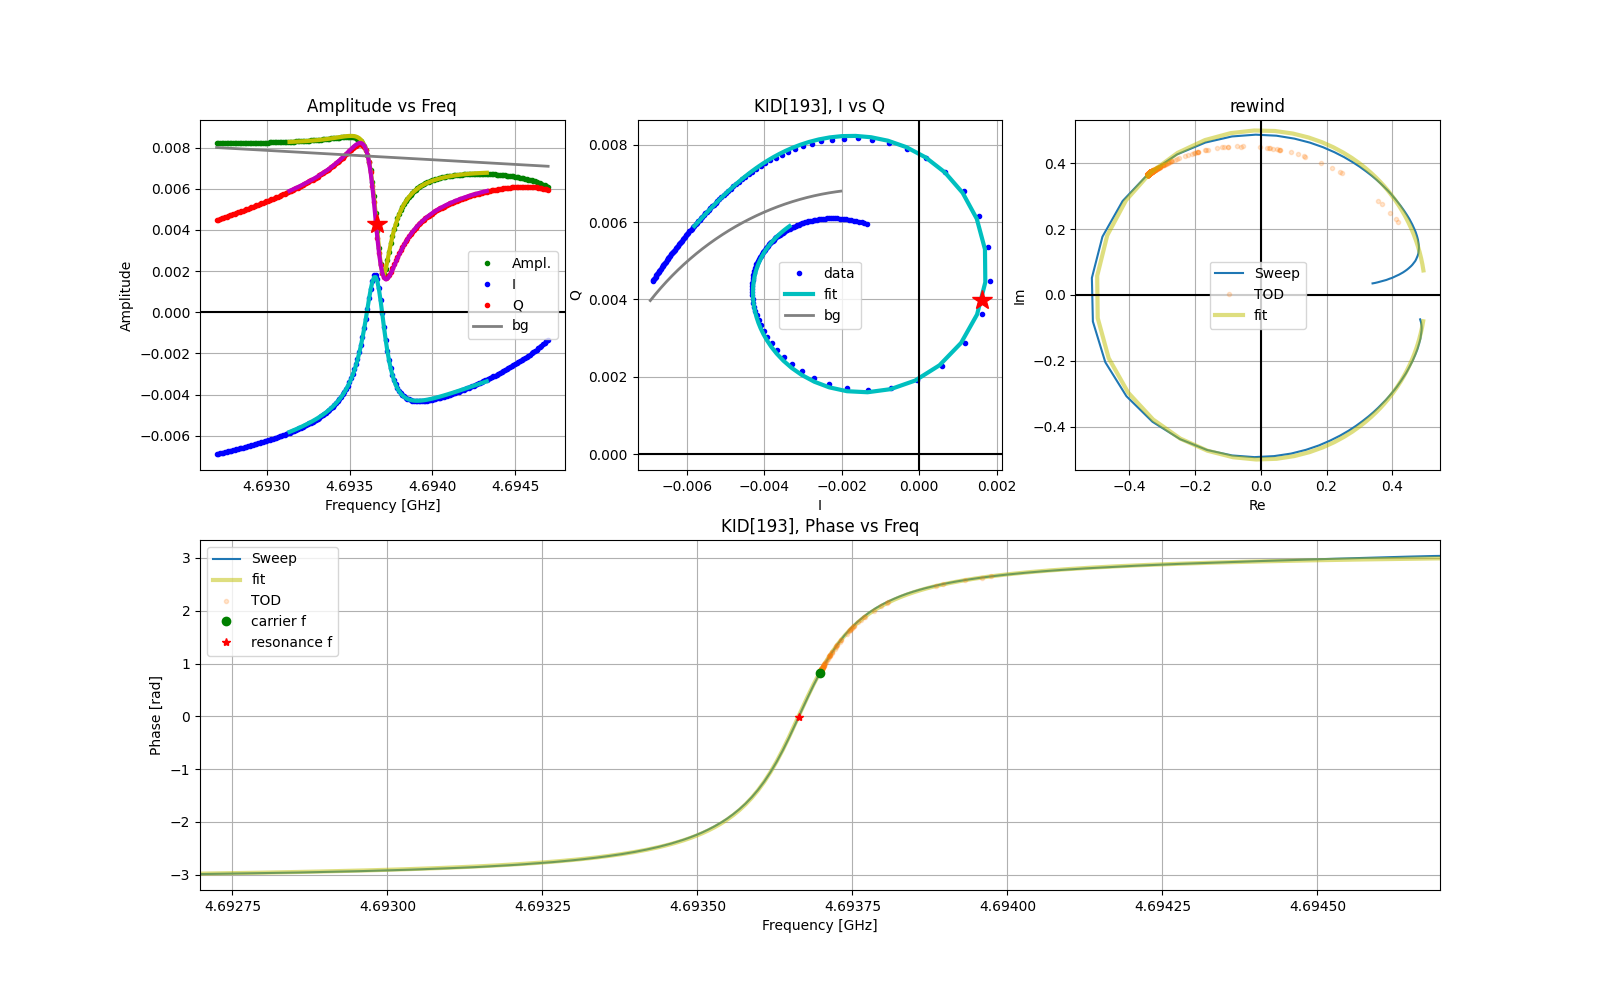 Amplitude vs Freq
Amplitude
0.008
0.006
0.004
0.002
0.000
−0.002
−0.004
−0.006
4.6930
4.6935
4.6940
4.6945
Frequency [GHz]
Ampl.
I
Q
bg
KID[193], I vs Q
Q
0.008
0.006
0.004
0.002
0.000
−0.006
−0.004
−0.002
0.000
0.002
I
data
fit
bg
rewind
Im
0.4
0.2
0.0
−0.2
−0.4
−0.4
−0.2
0.0
0.2
0.4
Re
Sweep
TOD
fit
KID[193], Phase vs Freq
Phase [rad]
3
2
1
0
−1
−2
−3
Sweep
fit
TOD
carrier f
resonance f
4.69275
4.69300
4.69325
4.69350
4.69375
4.69400
4.69425
4.69450
Frequency [GHz]